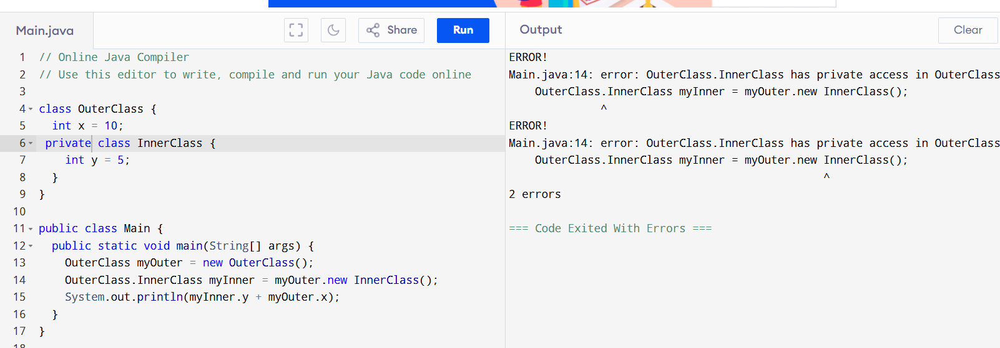 Main.java
Share
Run
Output
Clear
1 // Online Java Compiler
2 // Use this editor to write, compile and run your Java code online
3
4 class OuterClass {
5   int x = 10;
6  private class InnerClass {
7     int y = 5;
8   }
9 }
10
11 public class Main {
12   public static void main(String[] args) {
13     OuterClass myOuter = new OuterClass();
14     OuterClass.InnerClass myInner = myOuter.new InnerClass();
15     System.out.println(myInner.y + myOuter.x);
16   }
17 }
18
ERROR!
Main.java:14: error: OuterClass.InnerClass has private access in OuterClass
    OuterClass.InnerClass myInner = myOuter.new InnerClass();
              ^
ERROR!
Main.java:14: error: OuterClass.InnerClass has private access in OuterClass
    OuterClass.InnerClass myInner = myOuter.new InnerClass();
                                                ^
2 errors
=== Code Exited With Errors ===